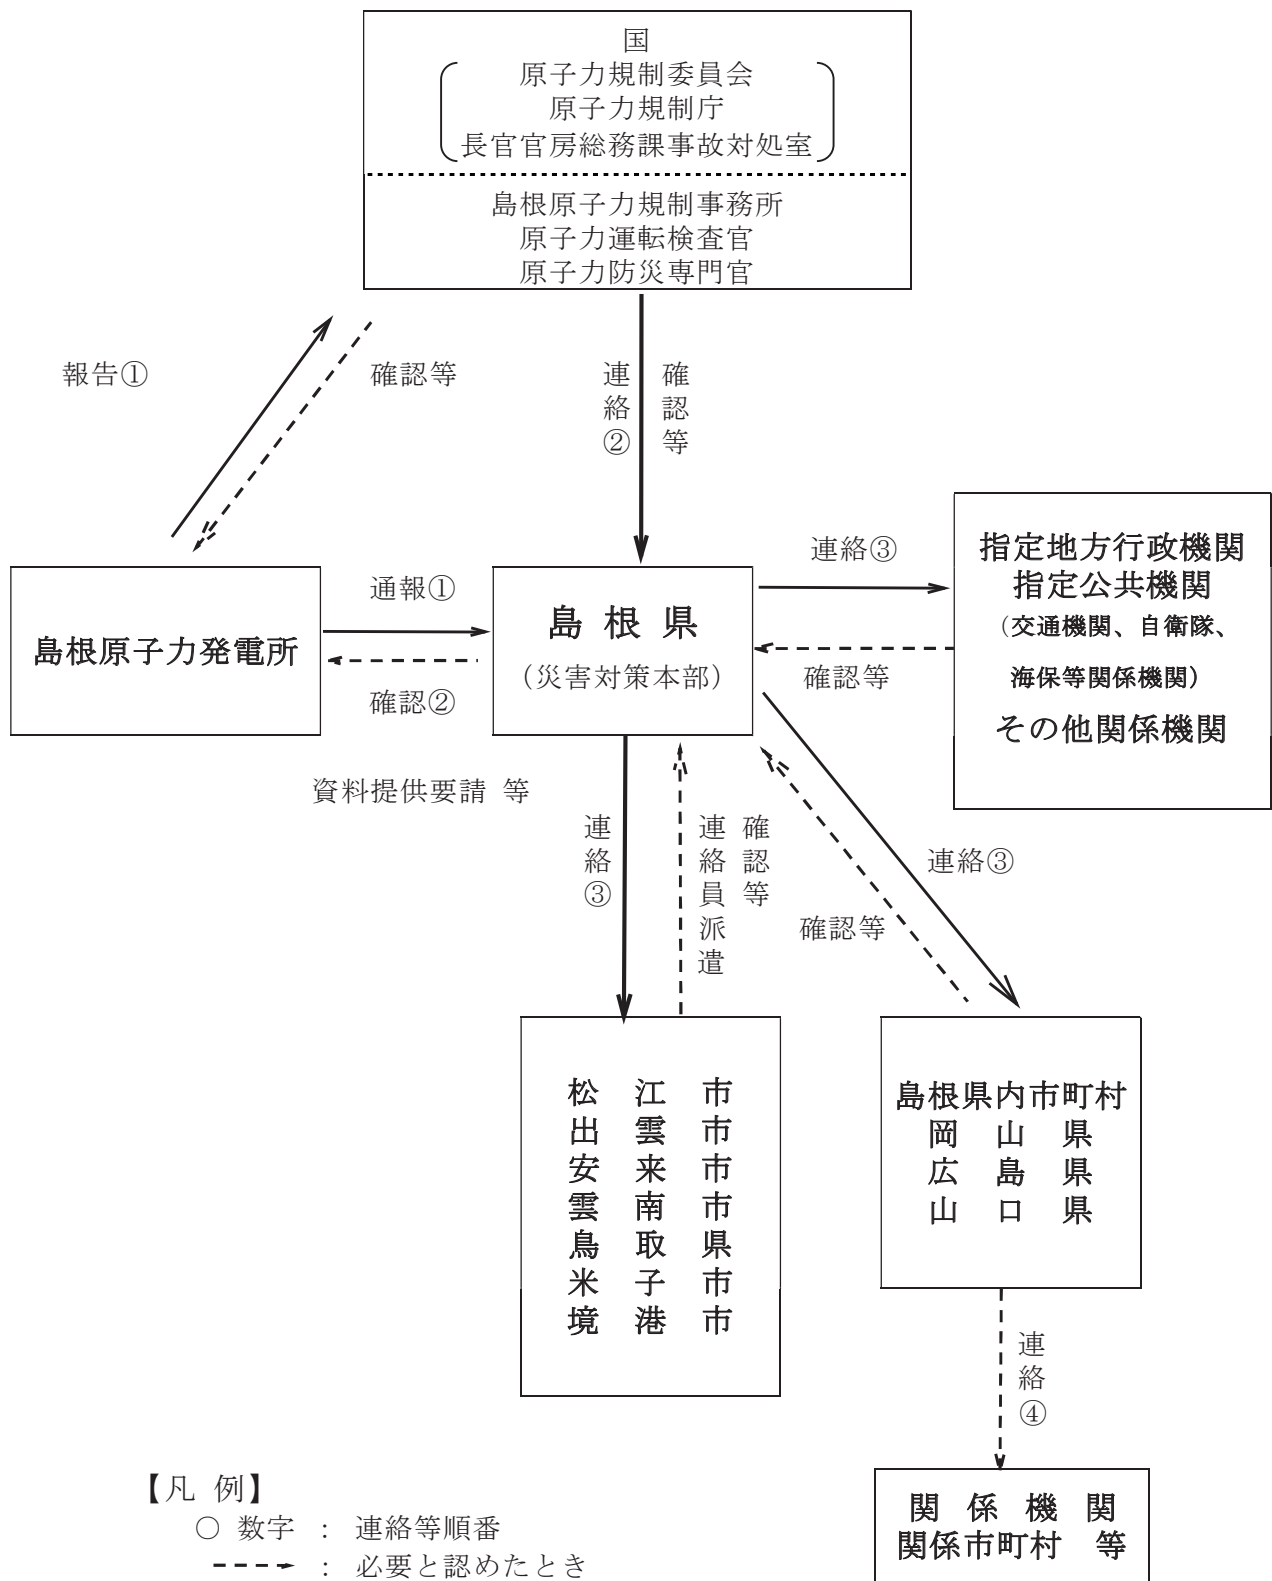 国
原子力規制委員会
原子力規制庁
長官官房総務課事故対処室
島根原子力規制事務所
原子力運転検査官
原子力防災専門官
報告①
確認等
連絡②
確認等
指定地方行政機関
指定公共機関
（交通機関、自衛隊、
海保等関係機関）
その他関係機関
連絡③
確認等
通報①
確認②
島根原子力発電所
島 根 県
（災害対策本部）
資料提供要請 等
連絡③
連絡員派遣
確認等
連絡③
確認等
松 江 市
出 雲 市
安 来 市
雲 南 市
鳥 取 県
米 子 市
境 港 市
島根県内市町村
岡 山 県
広 島 県
山 口 県
連絡④
関 係 機 関
関係市町村 等
【凡 例】
○ 数字 ： 連絡等順番
： 必要と認めたとき